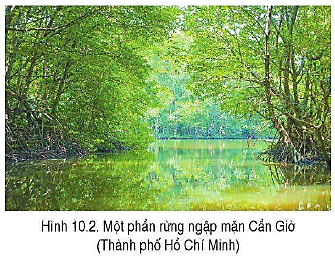 Hình 10.2. Một phần rừng ngập mặn Cần Giờ
(Thành phố Hồ Chí Minh)